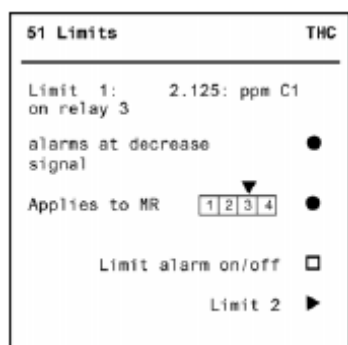 51 Limits THC
Limit 1: 2.125: ppm C1
on relay 3
alarms at decrease
signal
Applies to MR 1 2 3 4
Limit alarm on/off
Limit 2